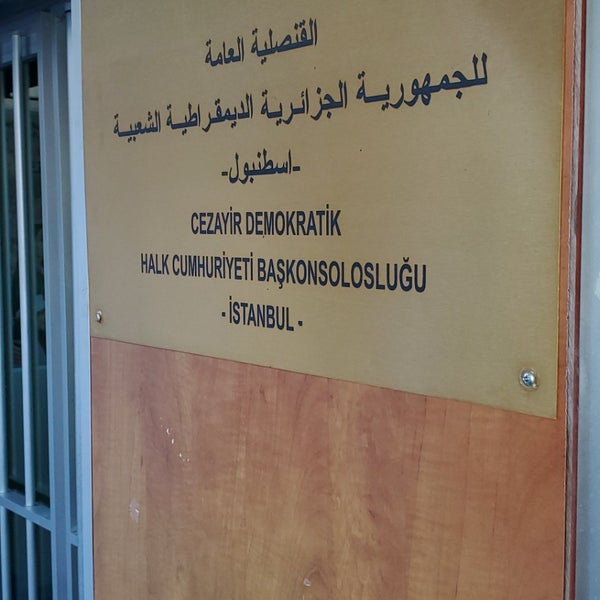 القنصلية العامة
للجمهورية الجزائرية الديمقراطية الشعبية
-اسطنبول-
CEZAYİR DEMOKRATİK
HALK CUMHURİYETİ BAŞKONSOLOSLUĞU
- İSTANBUL -